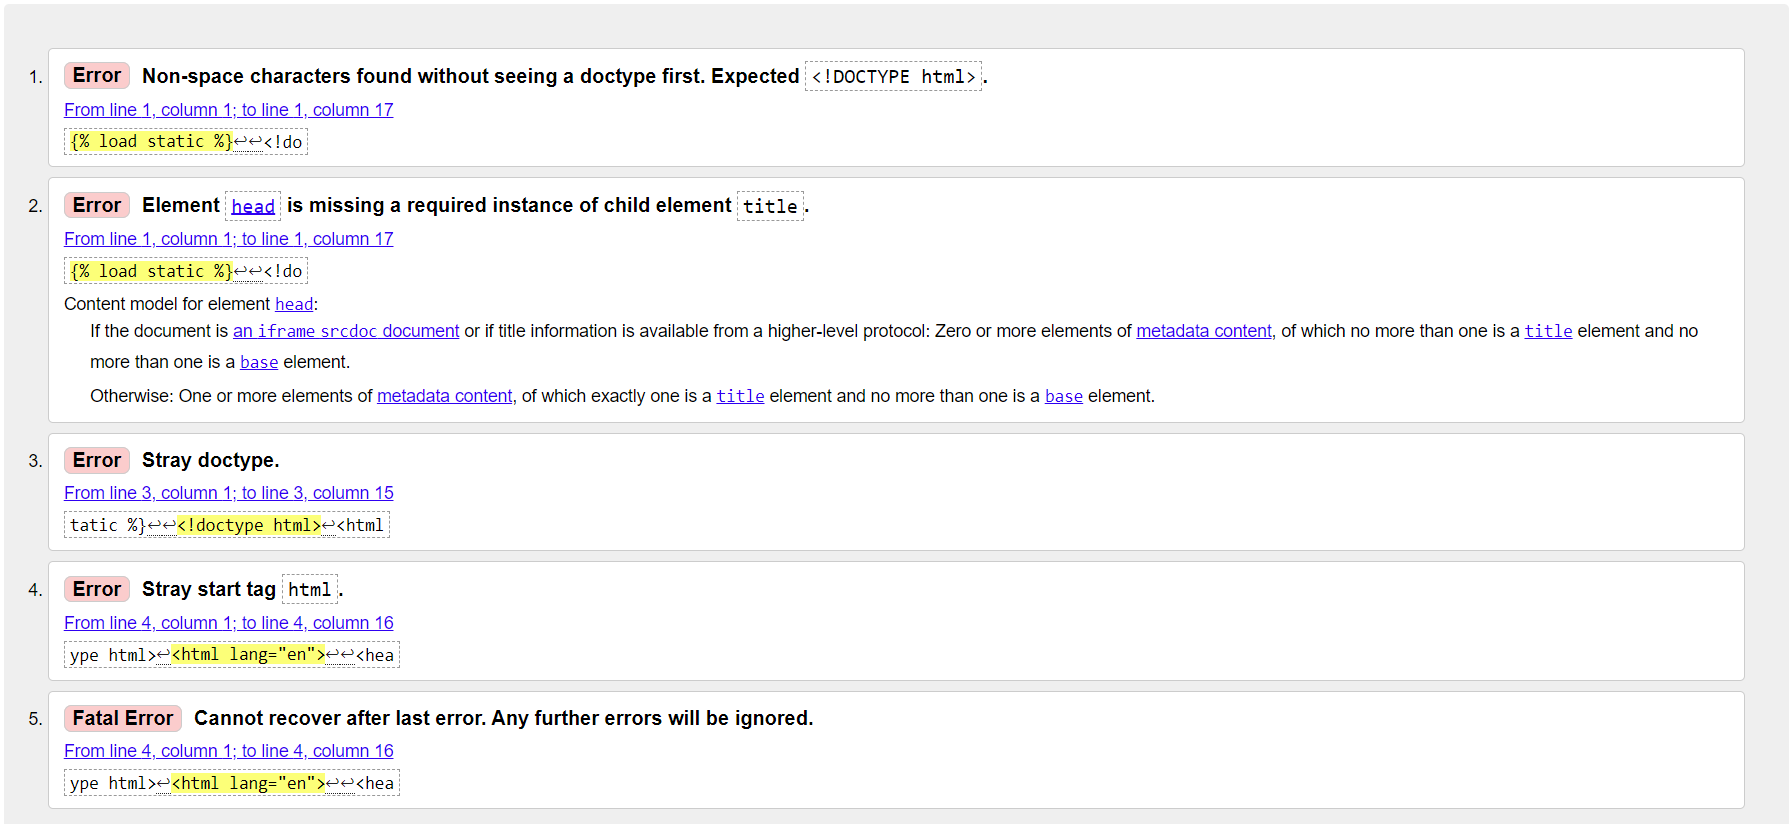 1. Error Non-space characters found without seeing a doctype first. Expected <!DOCTYPE html>.
From line 1, column 1; to line 1, column 17
{% load static %}↩↩<!do
2. Error Element head is missing a required instance of child element title.
From line 1, column 1; to line 1, column 17
{% load static %}↩↩<!do
Content model for element head:
If the document is an iframe srcdoc document or if title information is available from a higher-level protocol: Zero or more elements of metadata content, of which no more than one is a title element and no
more than one is a base element.
Otherwise: One or more elements of metadata content, of which exactly one is a title element and no more than one is a base element.
3. Error Stray doctype.
From line 3, column 1; to line 3, column 15
tatic %}↩↩<!doctype html>↩<html
4. Error Stray start tag html.
From line 4, column 1; to line 4, column 16
ype html>↩<html lang="en">↩↩<hea
5. Fatal Error Cannot recover after last error. Any further errors will be ignored.
From line 4, column 1; to line 4, column 16
ype html>↩<html lang="en">↩↩<hea